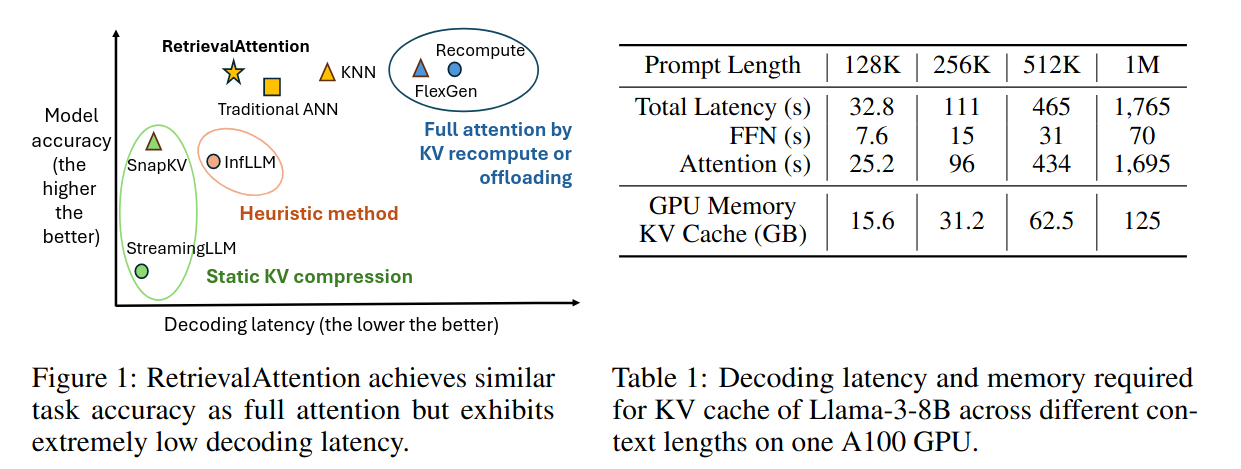 RetrievalAttention
Recompute
KNN
FlexGen
Traditional ANN
Model
accuracy
(the
higher
the
better)
Full attention by
KV recompute or
offloading
SnapKV
InfLLM
Heuristic method
StreamingLLM
Static KV compression
Decoding latency (the lower the better)
Figure 1: RetrievalAttention achieves similar
task accuracy as full attention but exhibits
extremely low decoding latency.
Prompt Length 128K 256K 512K 1M
Total Latency (s) 32.8 111 465 1,765
FFN (s) 7.6 15 31 70
Attention (s) 25.2 96 434 1,695
GPU Memory
KV Cache (GB) 15.6 31.2 62.5 125
Table 1: Decoding latency and memory required
for KV cache of Llama-3-8B across different con-
text lengths on one A100 GPU.